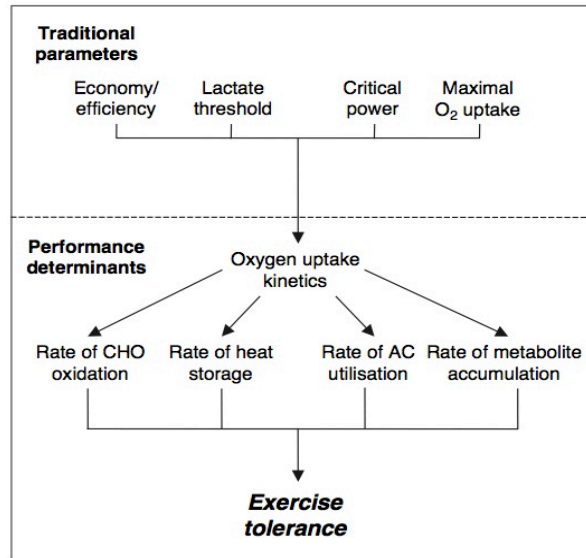 Traditional
parameters
Economy/
efficiency
Lactate
threshold
Critical
power
Maximal
O₂ uptake
Performance
determinants
Oxygen uptake
kinetics
Rate of CHO
oxidation
Rate of heat
storage
Rate of AC
utilisation
Rate of metabolite
accumulation
Exercise
tolerance